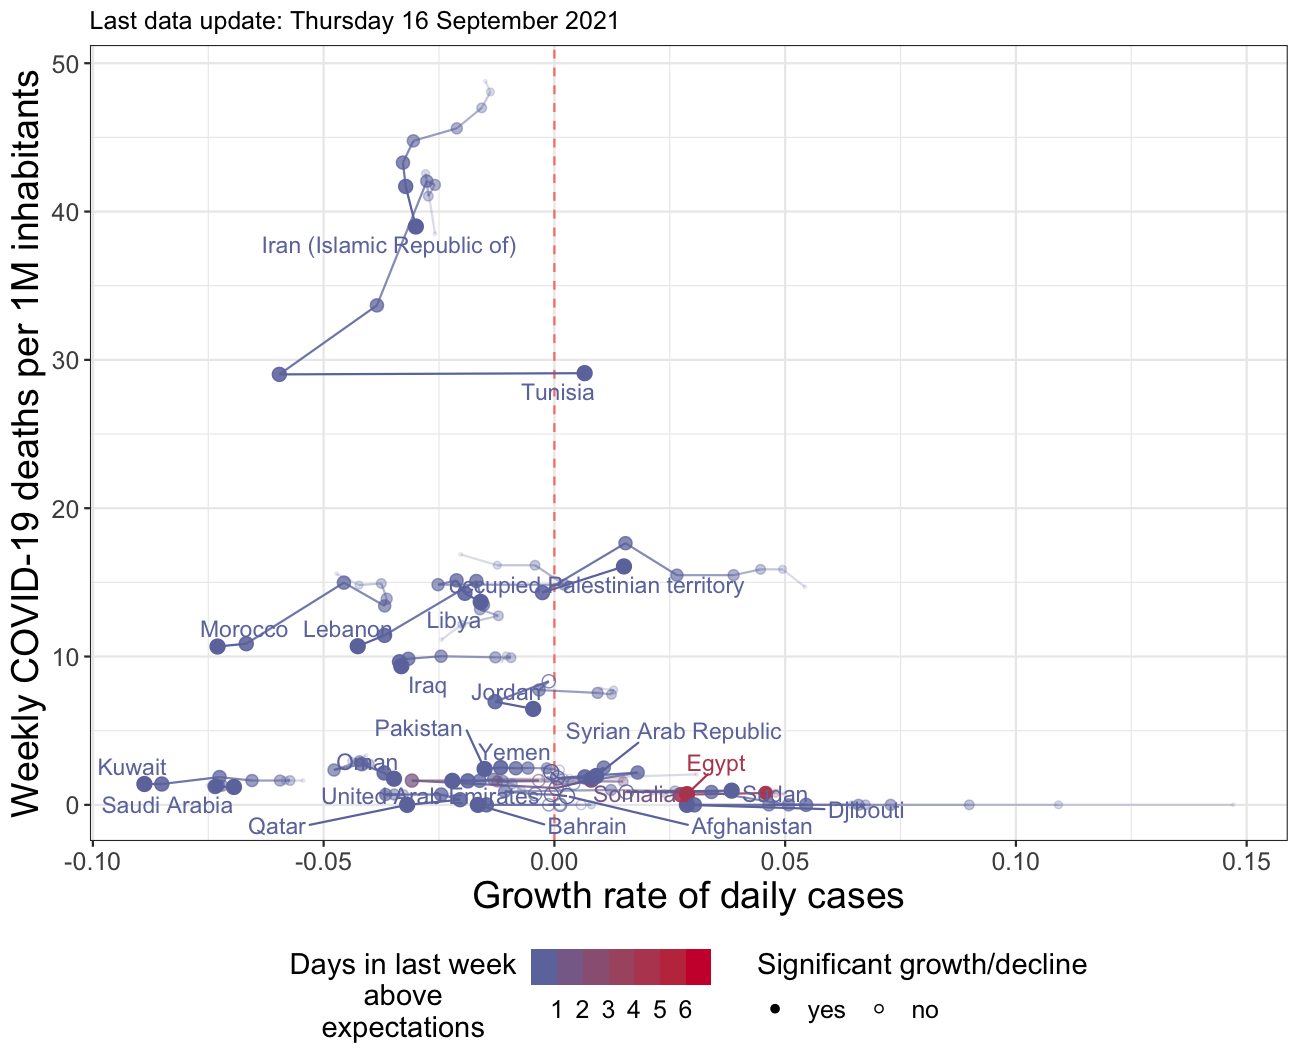 Last data update: Thursday 16 September 2021
Weekly COVID-19 deaths per 1M inhabitants
50
40
30
20
10
0
Iran (Islamic Republic of)
Tunisia
occupied Palestinian territory
Libya
Morocco
Lebanon
Iraq
Jordan
Pakistan
Syrian Arab Republic
Yemen
Oman
Egypt
Kuwait
Saudi Arabia
United Arab Emirates
Somalia
Sudan
Djibouti
Qatar
Bahrain
Afghanistan
-0.10
-0.05
0.00
0.05
0.10
0.15
Growth rate of daily cases
Days in last week
above
expectations
1 2 3 4 5 6
Significant growth/decline
yes
no